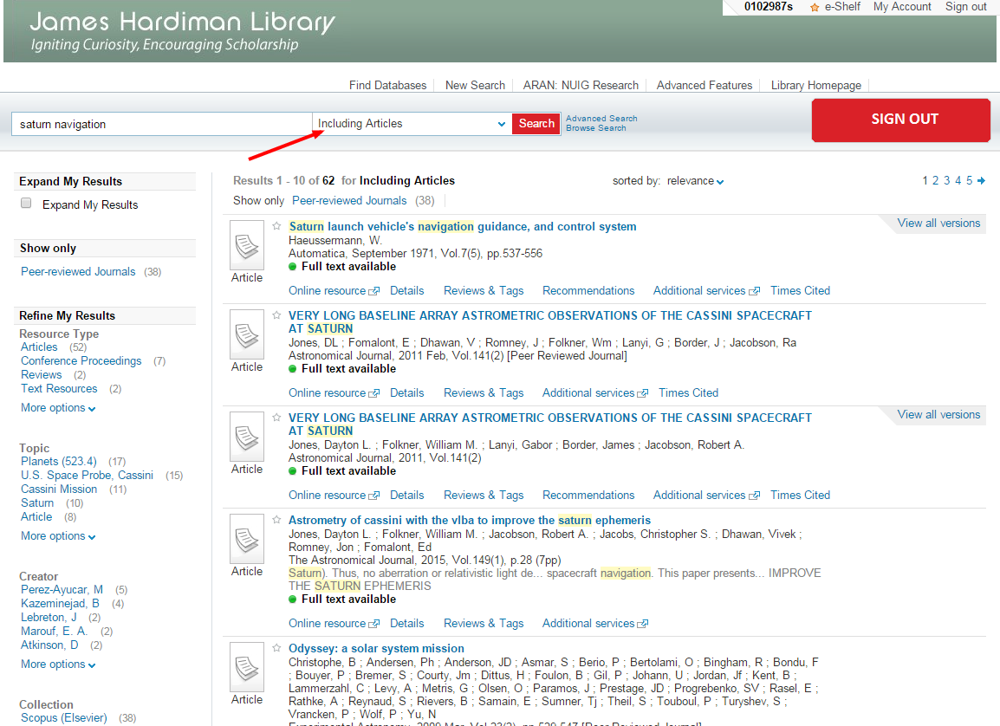 0102987s e-Shelf My Account Sign out
James Hardiman Library
Igniting Curiosity, Encouraging Scholarship
Find Databases New Search ARAN: NUIG Research Advanced Features Library Homepage
saturn navigation Including Articles Search Advanced Search
Browse Search
SIGN OUT
Expand My Results
Expand My Results
Show only
Peer-reviewed Journals (38)
Refine My Results
Resource Type
Articles (52)
Conference Proceedings (7)
Reviews (2)
Text Resources (2)
More options
Topic
Planets (523.4) (17)
U.S. Space Probe, Cassini (15)
Cassini Mission (11)
Saturn (10)
Article (8)
More options
Creator
Perez-Ayucar, M (5)
Kazeminejad, B (4)
Lebreton, J (2)
Marouf, E. A. (2)
Atkinson, D (2)
More options
Collection
Scopus (Elsevier) (38)
Results 1 - 10 of 62 for Including Articles sorted by: relevance 1 2 3 4 5
Show only Peer-reviewed Journals (38)
Saturn launch vehicle's navigation guidance, and control system View all versions
Haeussermann, W.
Automatica, September 1971, Vol.7(5), pp.537-556
Full text available
Article
Online resource Details Reviews & Tags Recommendations Additional services Times Cited
VERY LONG BASELINE ARRAY ASTROMETRIC OBSERVATIONS OF THE CASSINI SPACECRAFT
AT SATURN
Jones, DL ; Fomalont, E ; Dhawan, V ; Romney, J ; Folkner, Wm ; Lanyi, G ; Border, J ; Jacobson, Ra
Astronomical Journal, 2011 Feb, Vol.141(2) [Peer Reviewed Journal]
Article
Full text available
Online resource Details Reviews & Tags Additional services Times Cited
VERY LONG BASELINE ARRAY ASTROMETRIC OBSERVATIONS OF THE CASSINI SPACECRAFT View all versions
AT SATURN
Jones, Dayton L. ; Folkner, William M. ; Lanyi, Gabor ; Border, James ; Jacobson, Robert A.
Astronomical Journal, 2011, Vol.141(2)
Article
Full text available
Online resource Details Reviews & Tags Recommendations Additional services Times Cited
Astrometry of cassini with the vlba to improve the saturn ephemeris
Jones, Dayton L. ; Folkner, William M. ; Jacobson, Robert A. ; Jacobs, Christopher S. ; Dhawan, Vivek ;
Romney, Jon ; Fomalont, Ed
The Astronomical Journal, 2015, Vol.149(1), p.28 (7pp)
Article
Saturn). Thus, no aberration or relativistic light de... spacecraft navigation. This paper presents... IMPROVE
THE SATURN EPHEMERIS
Full text available
Online resource Details Reviews & Tags Additional services
Odyssey: a solar system mission
Christophe, B ; Andersen, Ph ; Anderson, JD ; Asmar, S ; Berio, P ; Bertolami, O ; Bingham, R ; Bondu, F
; Bouyer, P ; Bremer, S ; Courty, Jm ; Dittus, H ; Foulon, B ; Gil, P ; Johann, U ; Jordan, Jf ; Kent, B ;
Lammerzahl, C ; Levy, A ; Metris, G ; Olsen, O ; Paramos, J ; Prestage, JD ; Progrebenko, SV ; Rasel, E ;
Article
Rathke, A ; Reynaud, S ; Rievers, B ; Samain, E ; Sumner, Tj ; Theil, S ; Touboul, P ; Turyshev, S ;
Vrancken, P ; Wolf, P ; Yu, N